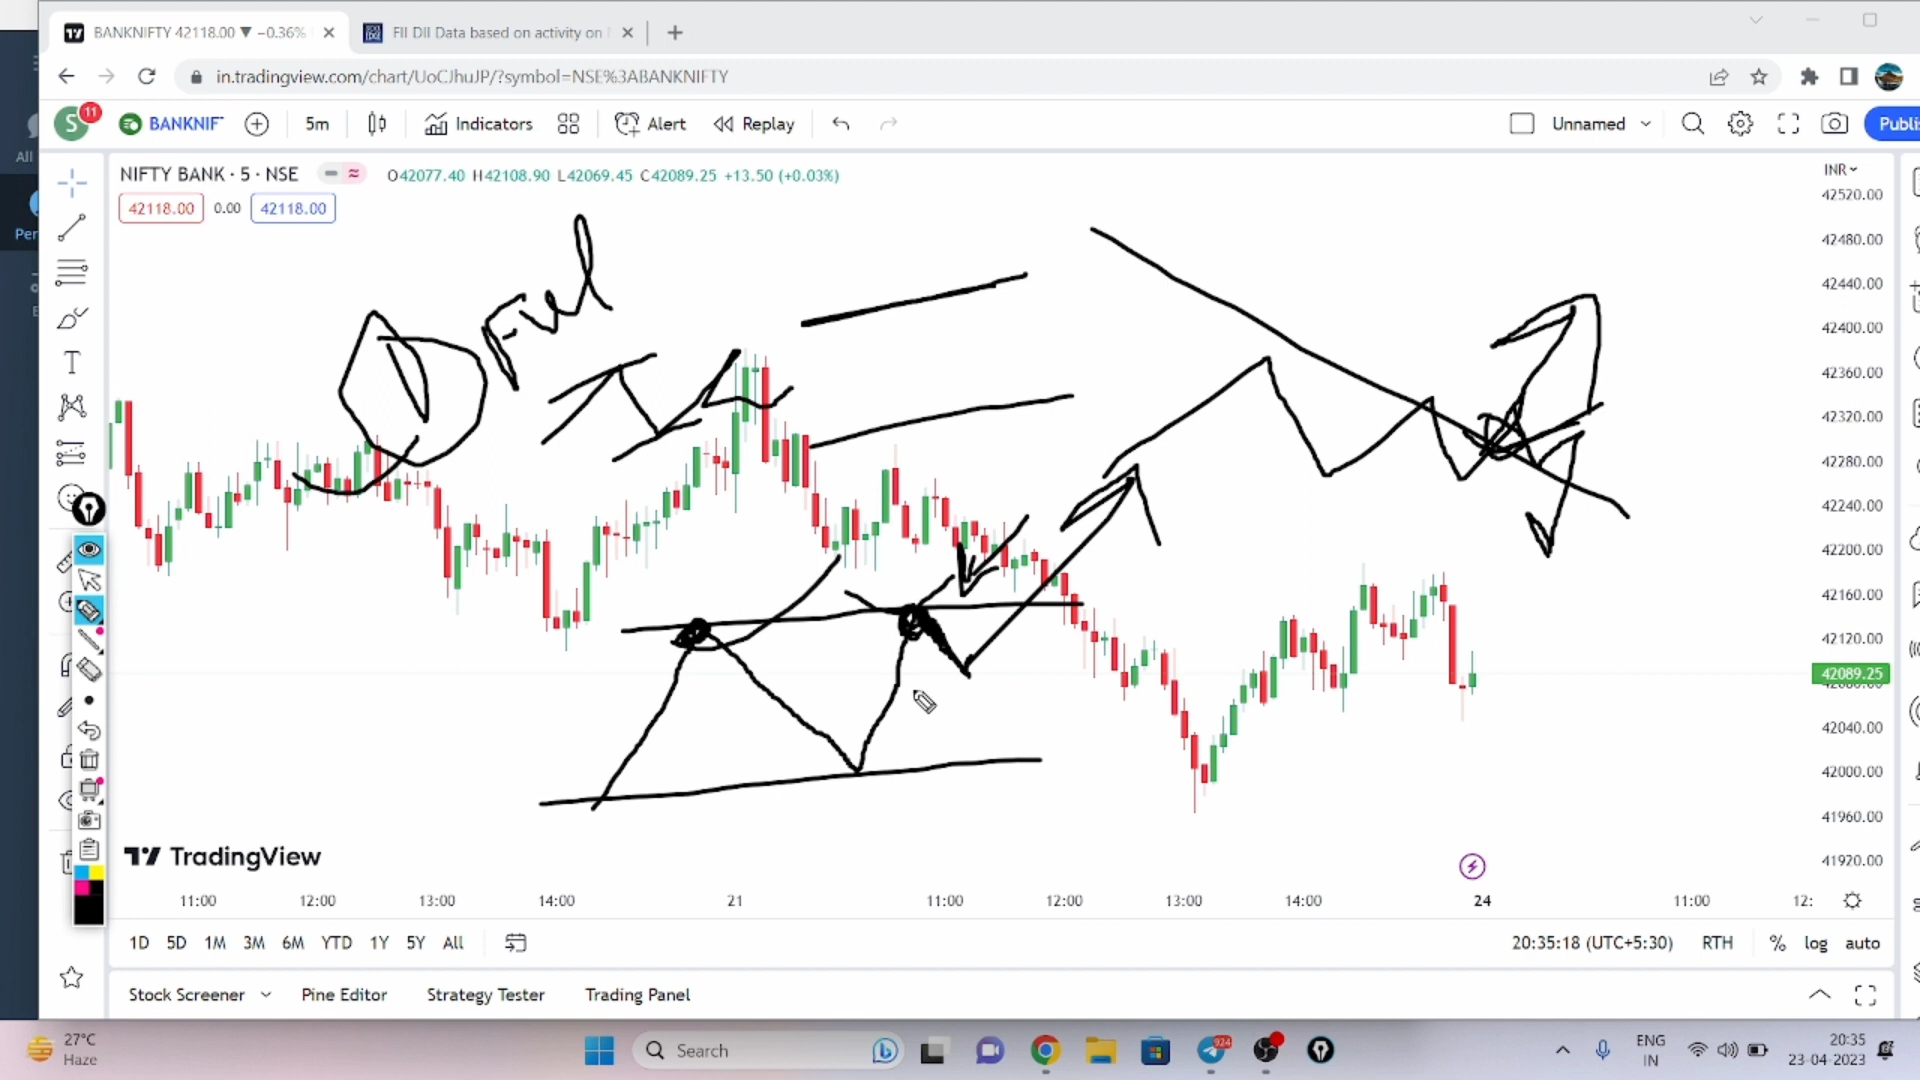 BANKNIFTY 42118.00 ▼ −0.36%
FII DII Data based on activity on
in.tradingview.com/chart/UoCJhuJP/?symbol=NSE%3ABANKNIFTY
S 11 BANKNIF 5m Indicators Alert Replay Unnamed Publi
NIFTY BANK · 5 · NSE O42077.40 H42108.90 L42069.45 C42089.25 +13.50 (+0.03%)
42118.00 0.00 42118.00
INR
42520.00
42480.00
42440.00
42400.00
42360.00
42320.00
42280.00
42240.00
42200.00
42160.00
42120.00
42089.25
42040.00
42000.00
41960.00
41920.00
All
Per
TradingView
11:00 12:00 13:00 14:00 21 11:00 12:00 13:00 14:00 24 11:00 12:
1D 5D 1M 3M 6M YTD 1Y 5Y All 20:35:18 (UTC+5:30) RTH % log auto
Stock Screener Pine Editor Strategy Tester Trading Panel
27°C
Haze
Search
924
ENG
IN
20:35
23-04-2023